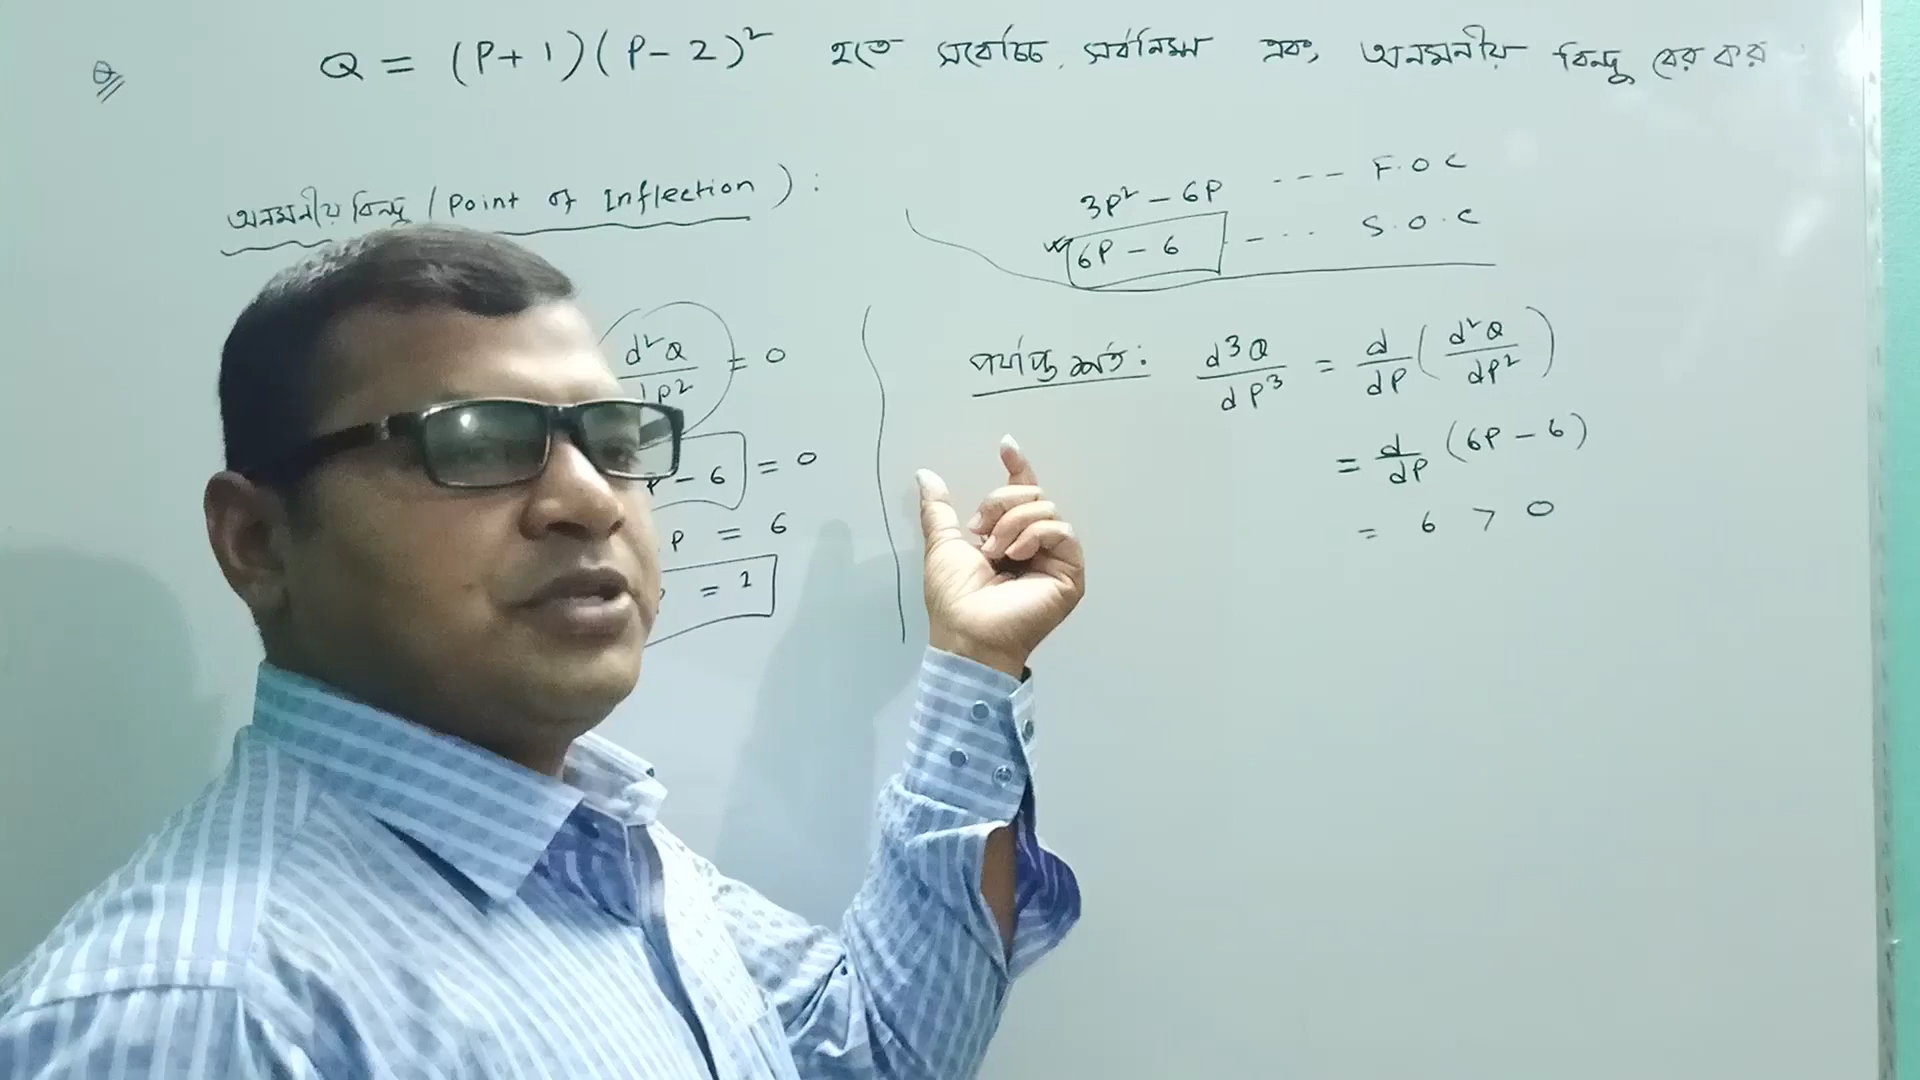 Q = (P+1)(P-2)² হতে সর্বোচ্চ, সর্বনিম্ন এবং অনমনীয় বিন্দু বের কর
অনমনীয় বিন্দু (Point of Inflection) :
3P² - 6P --- F.O.C
6P - 6 -... S.O.C
d²Q/dP² = 0
P - 6 = 0
P = 6
= 1
পর্যাপ্ত শর্ত : d³Q/dP³ = d/dP (d²Q/dP²)
= d/dP (6P - 6)
= 6 > 0